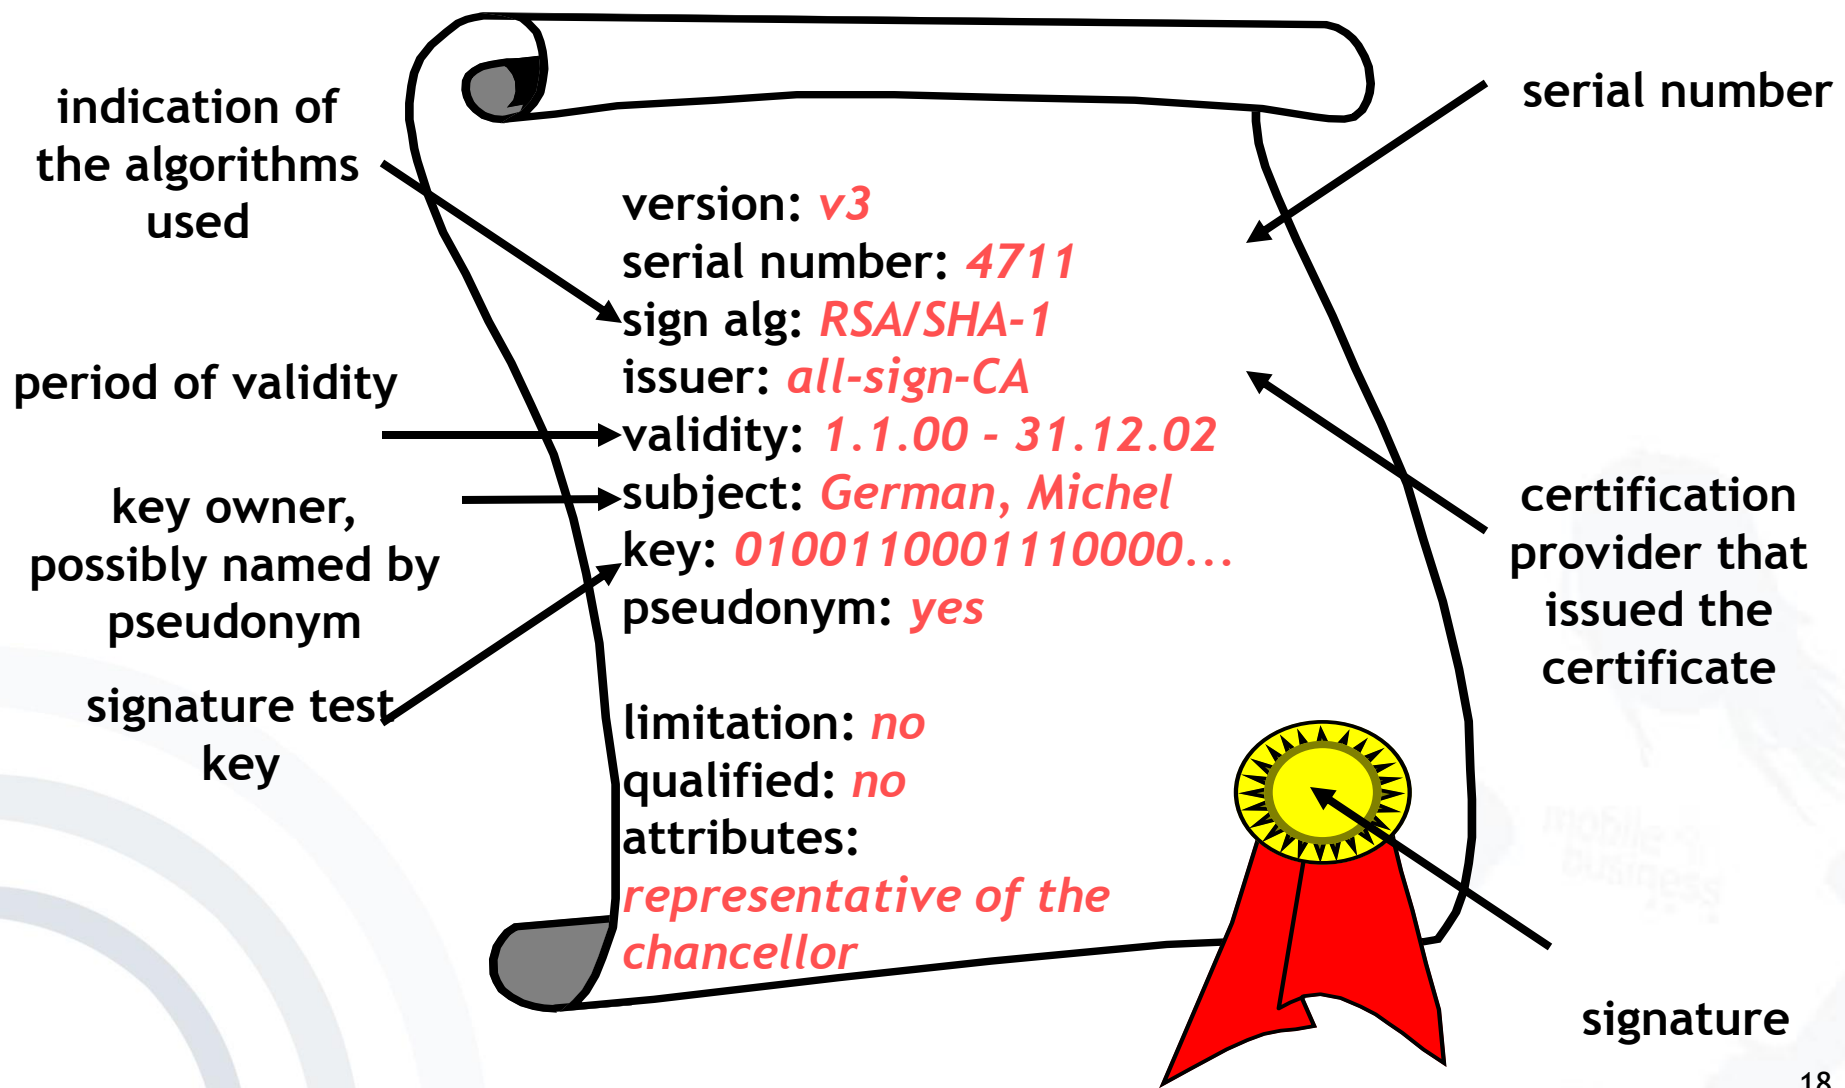 indication of
the algorithms
used
period of validity
key owner,
possibly named by
pseudonym
signature test
key
version: v3
serial number: 4711
sign alg: RSA/SHA-1
issuer: all-sign-CA
validity: 1.1.00 - 31.12.02
subject: German, Michel
key: 0100110001110000...
pseudonym: yes
limitation: no
qualified: no
attributes:
representative of the
chancellor
serial number
certification
provider that
issued the
certificate
mobile
business
signature
18